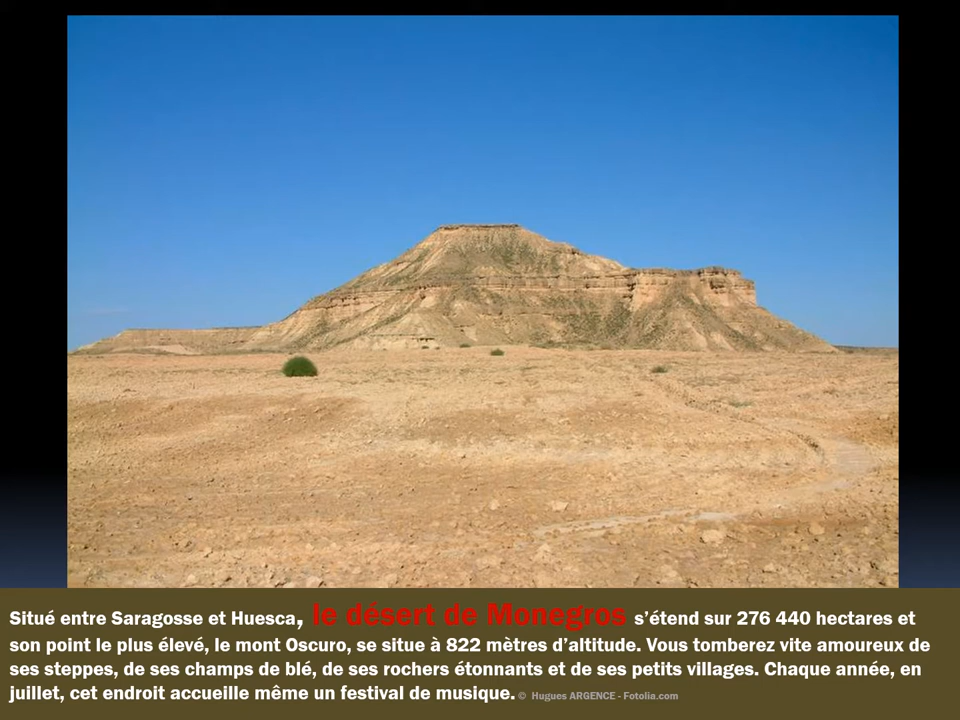 Situé entre Saragosse et Huesca, le désert de Monegros s’étend sur 276 440 hectares et
son point le plus élevé, le mont Oscuro, se situe à 822 mètres d’altitude. Vous tomberez vite amoureux de
ses steppes, de ses champs de blé, de ses rochers étonnants et de ses petits villages. Chaque année, en
juillet, cet endroit accueille même un festival de musique. © Hugues ARGENCE - Fotolia.com